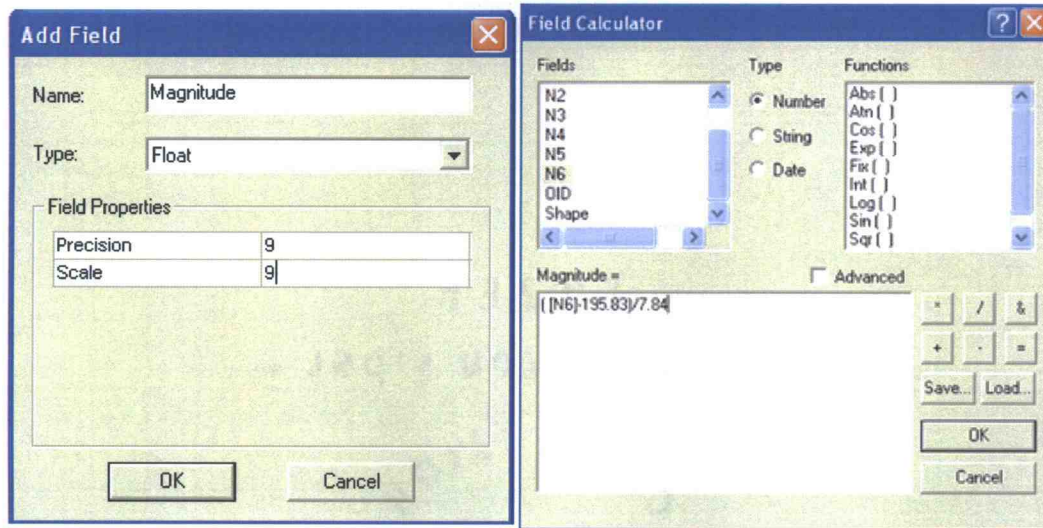 Add Field
Name: Magnitude
Type: Float
Field Properties
Precision 9
Scale 9
OK Cancel
Field Calculator
Fields Type Functions
N2
N3
N4
N5
N6
OID
Shape
Number
String
Date
Abs ( )
Atn ( )
Cos ( )
Exp ( )
Fix ( )
Int ( )
Log ( )
Sin ( )
Sqr ( )
Magnitude = Advanced
( [N6]-195.83)/7.84
* / &
+ - =
Save... Load...
OK
Cancel